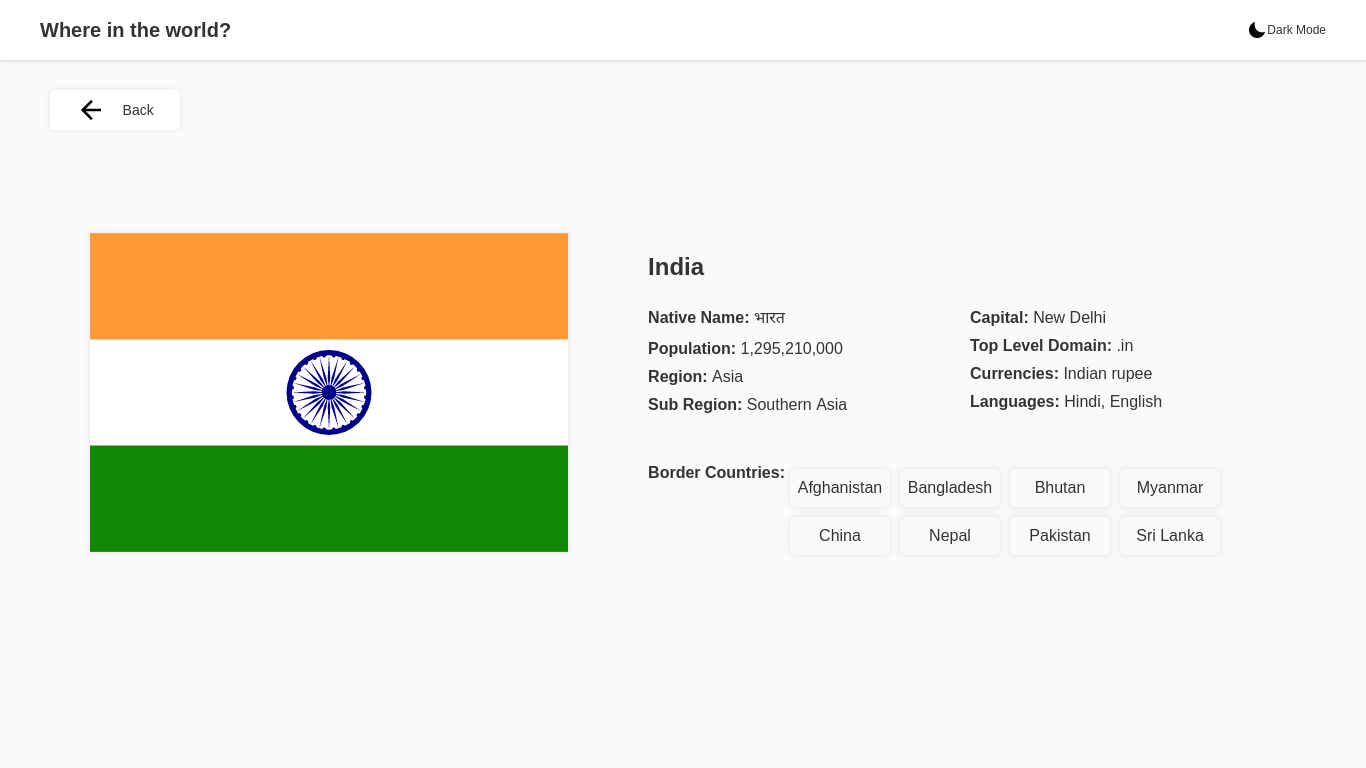 Where in the world?
Dark Mode
Back
India
Native Name: भारत
Population: 1,295,210,000
Region: Asia
Sub Region: Southern Asia
Capital: New Delhi
Top Level Domain: .in
Currencies: Indian rupee
Languages: Hindi, English
Border Countries:
Afghanistan Bangladesh Bhutan Myanmar
China Nepal Pakistan Sri Lanka